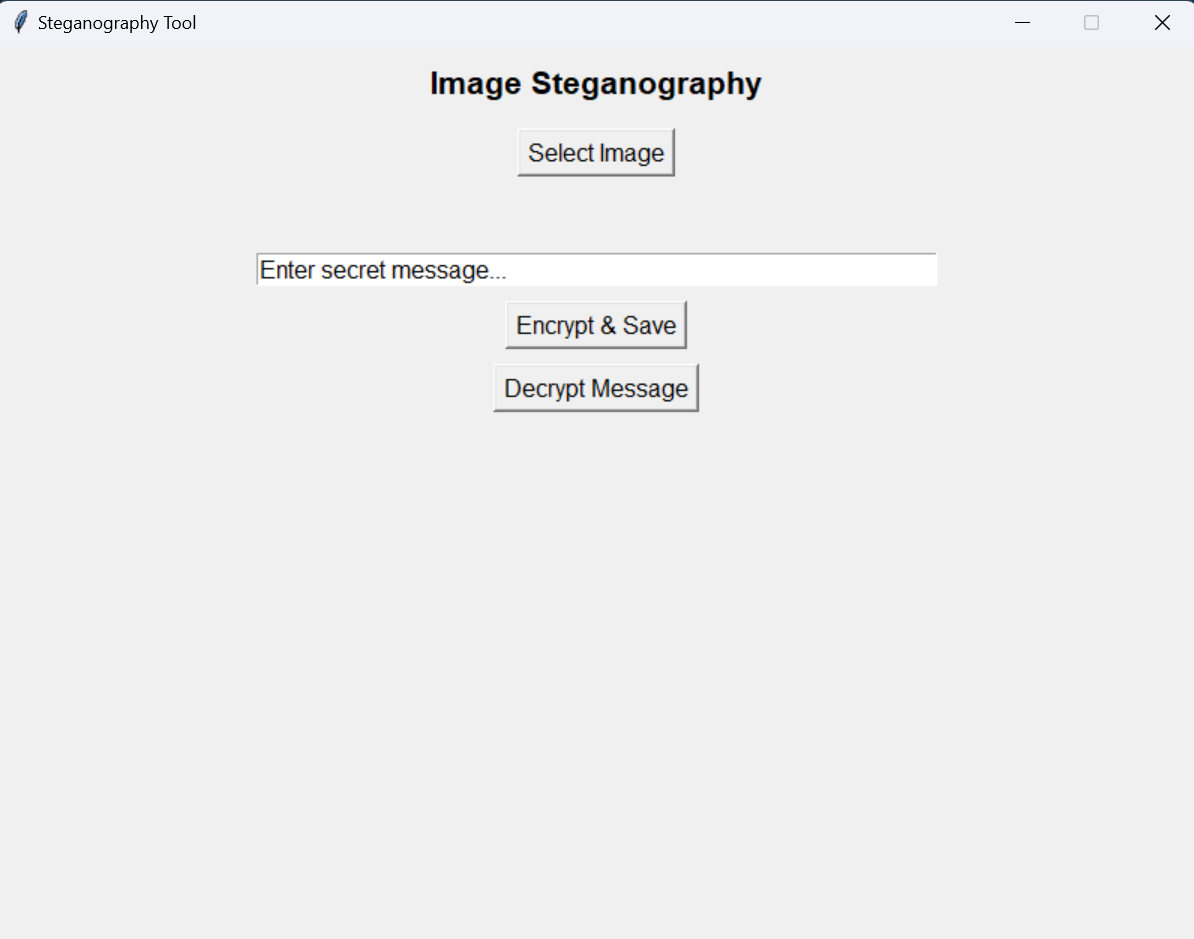 Steganography Tool
Image Steganography
Select Image
Enter secret message...
Encrypt & Save
Decrypt Message